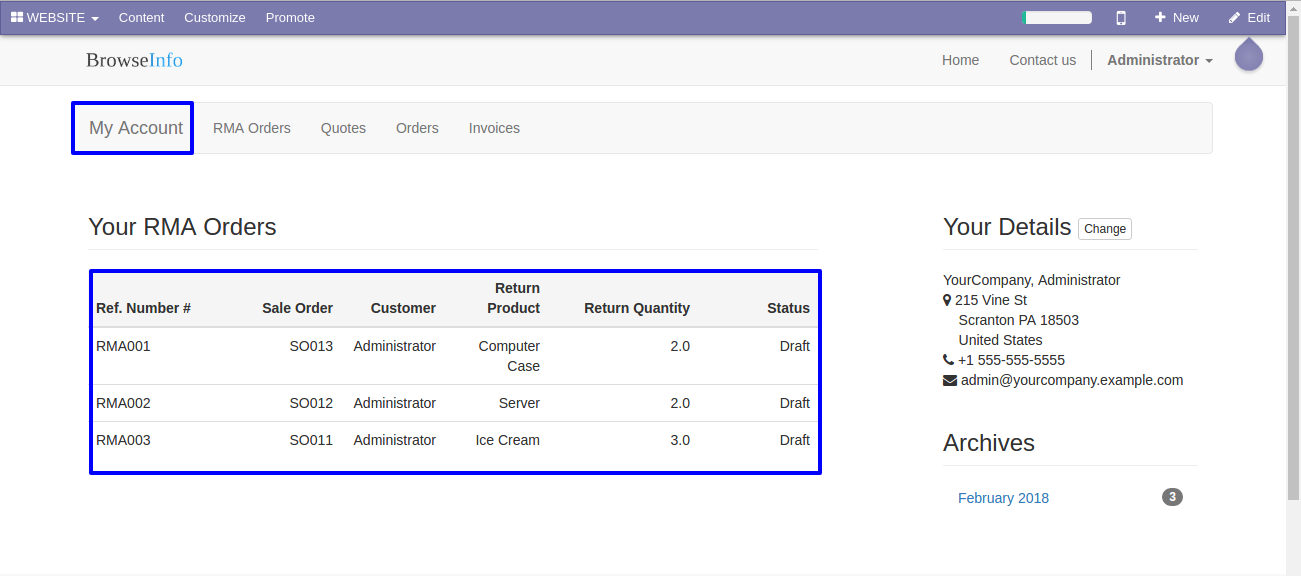 WEBSITE Content Customize Promote New Edit
BrowseInfo Home Contact us Administrator
My Account RMA Orders Quotes Orders Invoices
Your RMA Orders
Ref. Number # Sale Order Customer Return Product Return Quantity Status
RMA001 SO013 Administrator Computer Case 2.0 Draft
RMA002 SO012 Administrator Server 2.0 Draft
RMA003 SO011 Administrator Ice Cream 3.0 Draft
Your Details Change
YourCompany, Administrator
215 Vine St
Scranton PA 18503
United States
+1 555-555-5555
admin@yourcompany.example.com
Archives
February 2018 3